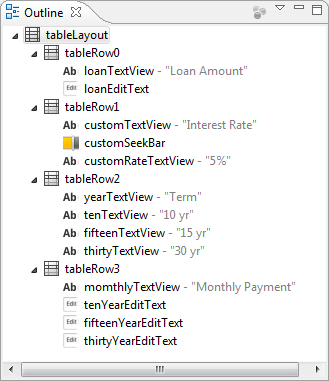 Outline
tableLayout
tableRow0
Ab loanTextView - "Loan Amount"
Edit loanEditText
tableRow1
Ab customTextView - "Interest Rate"
customSeekBar
Ab customRateTextView - "5%"
tableRow2
Ab yearTextView - "Term"
Ab tenTextView - "10 yr"
Ab fifteenTextView - "15 yr"
Ab thirtyTextView - "30 yr"
tableRow3
Ab momthlyTextView - "Monthly Payment"
Edit tenYearEditText
Edit fifteenYearEditText
Edit thirtyYearEditText